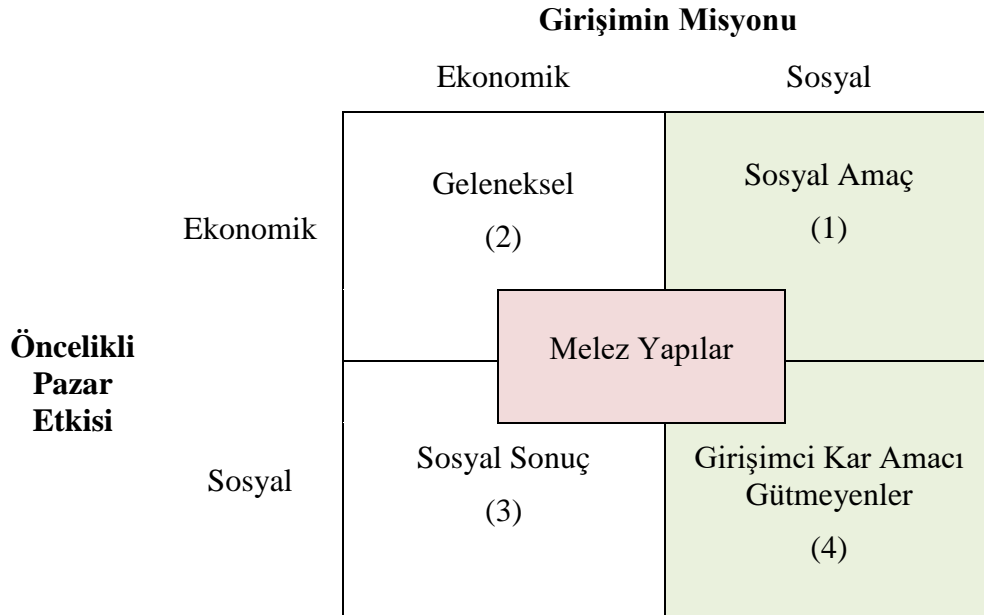 Girişimin Misyonu
Ekonomik
Sosyal
Geleneksel
(2)
Sosyal Amaç
(1)
Ekonomik
Melez Yapılar
Öncelikli
Pazar
Etkisi
Sosyal
Sosyal Sonuç
(3)
Girişimci Kar Amacı
Gütmeyenler
(4)